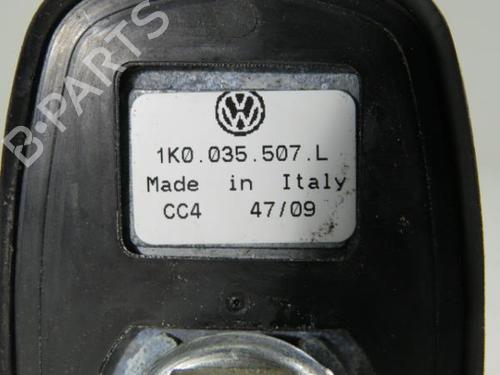 B-PARTS
1K0.035.507.L
Made in Italy
CC4 47/09